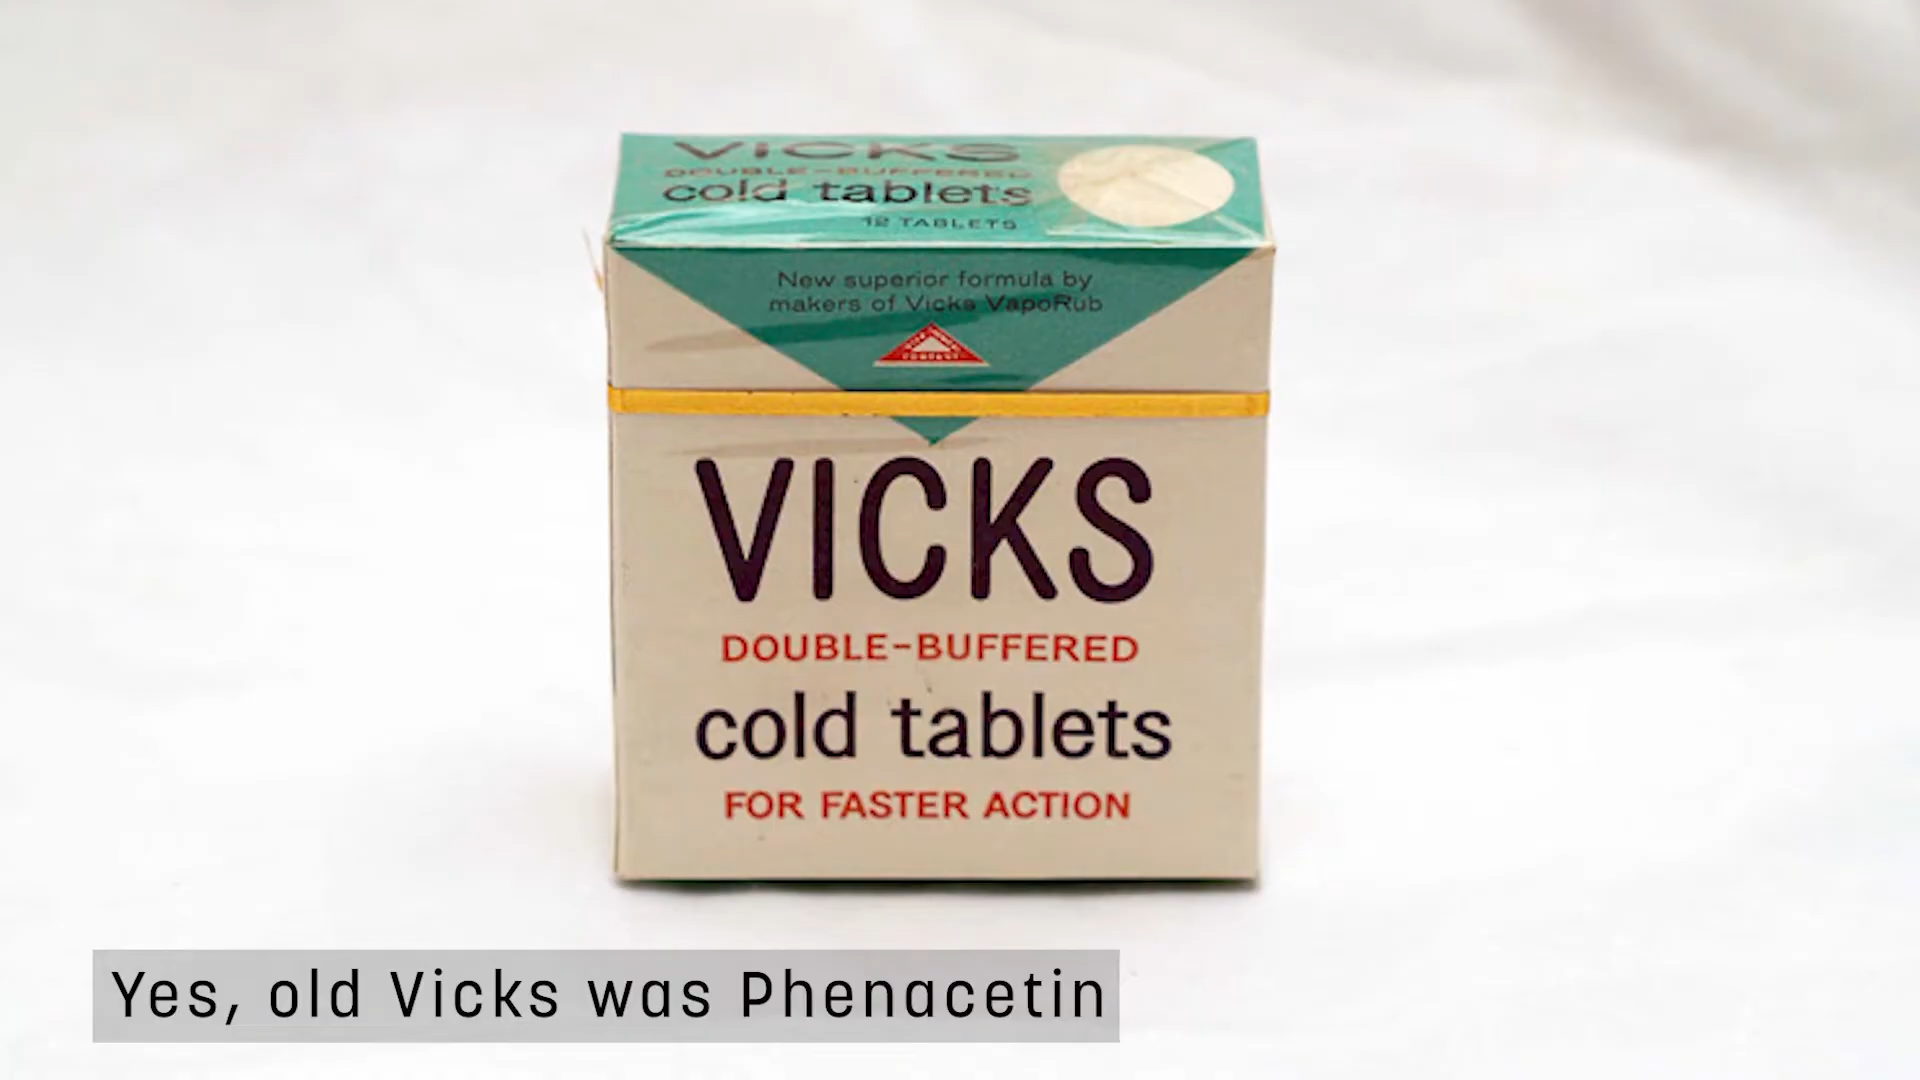 VICKS
DOUBLE-BUFFERED
cold tablets
12 TABLETS
New superior formula by
makers of Vicks VapoRub
COMPANY
VICKS
DOUBLE-BUFFERED
cold tablets
FOR FASTER ACTION
Yes, old Vicks was Phenacetin